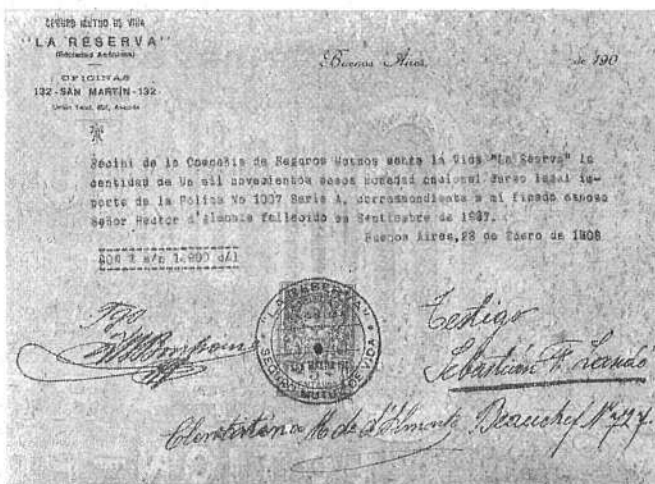 SEGURO MUTUO DE VIDA
"LA RESERVA"
(Sociedad Anónima)
OFICINAS
132-SAN MARTÍN-132
Buenos Aires, de 190
Recibí de la Compañía de Seguros Mutuos sobre la Vida "La Reserva" la
cantidad de Un mil novecientos pesos moneda nacional curso legal im-
porte de la Póliza No 1007 Serie A, correspondiente a mi finado esposo
Señor Hector d'Almonte fallecido en Septiembre de 1907.
Buenos Aires, 28 de Enero de 1908
SON $ m/n 1.900 c/l
Tgo
"LA RESERVA"
SEGURO MUTUO DE VIDA
Testigo
Sebastián F.
Clementina M. de d'Almonte Beauchef Nº 727.